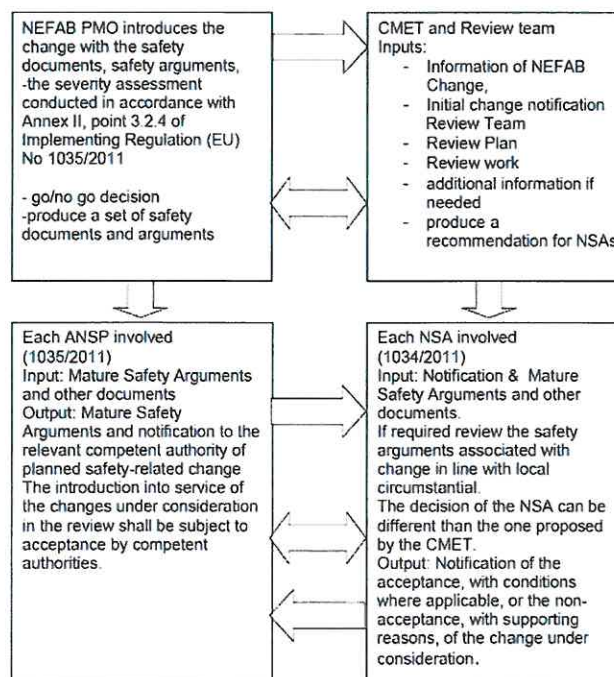 NEFAB PMO introduces the
change with the safety
documents, safety arguments,
-the severity assessment
conducted in accordance with
Annex II, point 3.2.4 of
Implementing Regulation (EU)
No 1035/2011
- go/no go decision
-produce a set of safety
documents and arguments
CMET and Review team
Inputs:
- Information of NEFAB
Change,
- Initial change notification
Review Team
- Review Plan
- Review work
- additional information if
needed
- produce a
recommendation for NSAs
Each ANSP involved
(1035/2011)
Input: Mature Safety Arguments
and other documents
Output: Mature Safety
Arguments and notification to the
relevant competent authority of
planned safety-related change
The introduction into service of
the changes under consideration
in the review shall be subject to
acceptance by competent
authorities.
Each NSA involved
(1034/2011)
Input: Notification & Mature
Safety Arguments and other
documents.
If required review the safety
arguments associated with
change in line with local
circumstantial.
The decision of the NSA can be
different than the one proposed
by the CMET.
Output: Notification of the
acceptance, with conditions
where applicable, or the non-
acceptance, with supporting
reasons, of the change under
consideration.